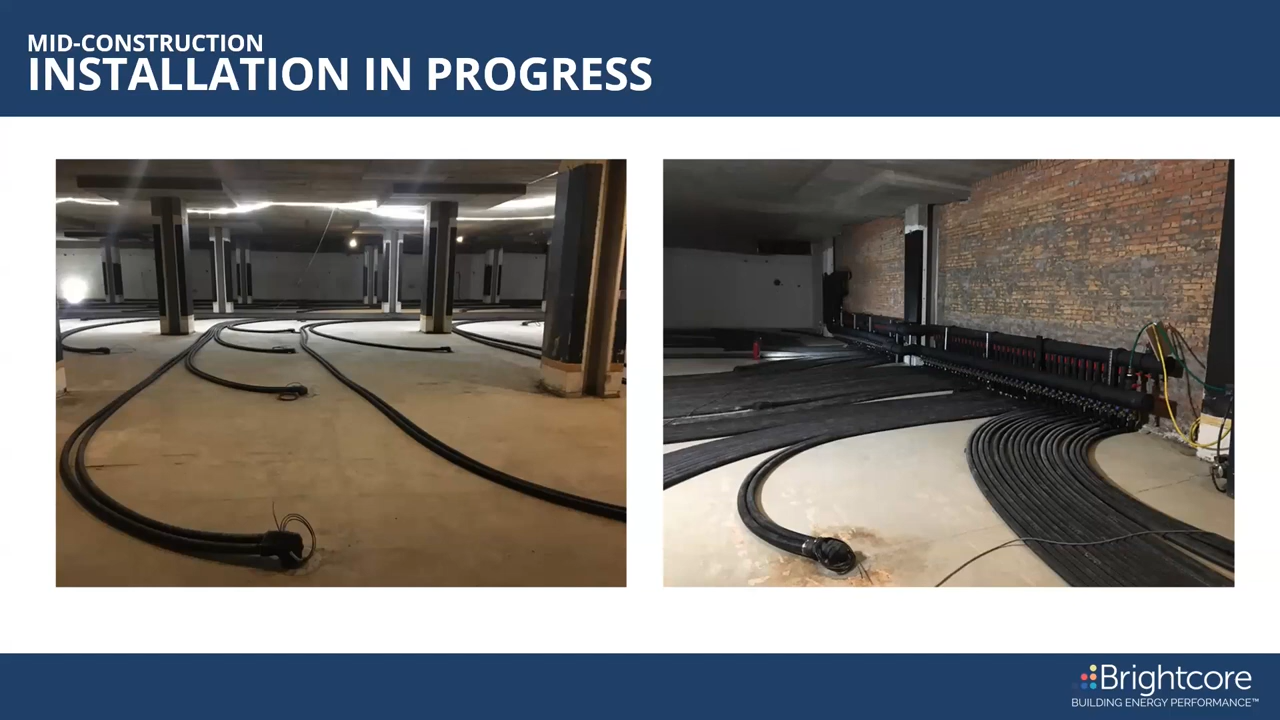 MID-CONSTRUCTION
INSTALLATION IN PROGRESS
Brightcore
BUILDING ENERGY PERFORMANCE™